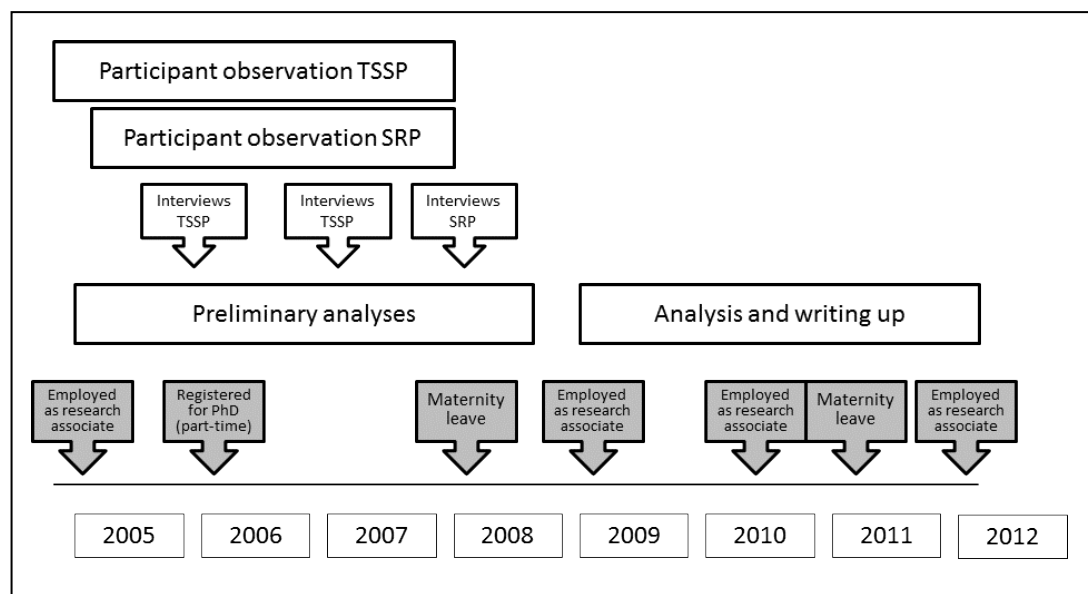 Participant observation TSSP
Participant observation SRP
Interviews
TSSP
Interviews
TSSP
Interviews
SRP
Preliminary analyses
Analysis and writing up
Employed
as research
associate
Registered
for PhD
(part-time)
Maternity
leave
Employed
as research
associate
Employed
as research
associate
Maternity
leave
Employed
as research
associate
2005
2006
2007
2008
2009
2010
2011
2012